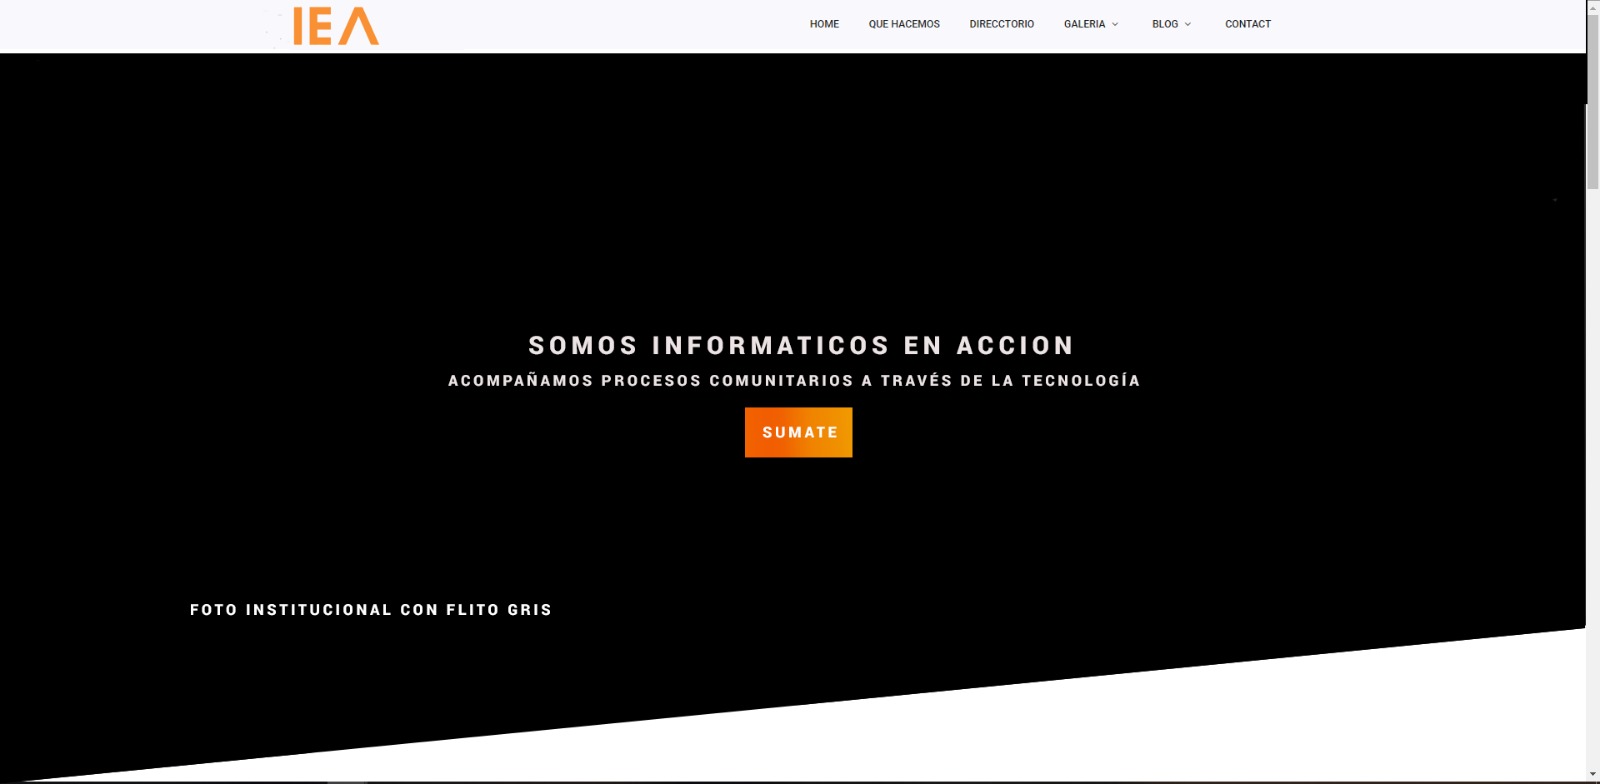 IEA
HOME QUE HACEMOS DIRECCTORIO GALERIA BLOG CONTACT
SOMOS INFORMATICOS EN ACCION
ACOMPAÑAMOS PROCESOS COMUNITARIOS A TRAVÉS DE LA TECNOLOGÍA
SUMATE
FOTO INSTITUCIONAL CON FLITO GRIS